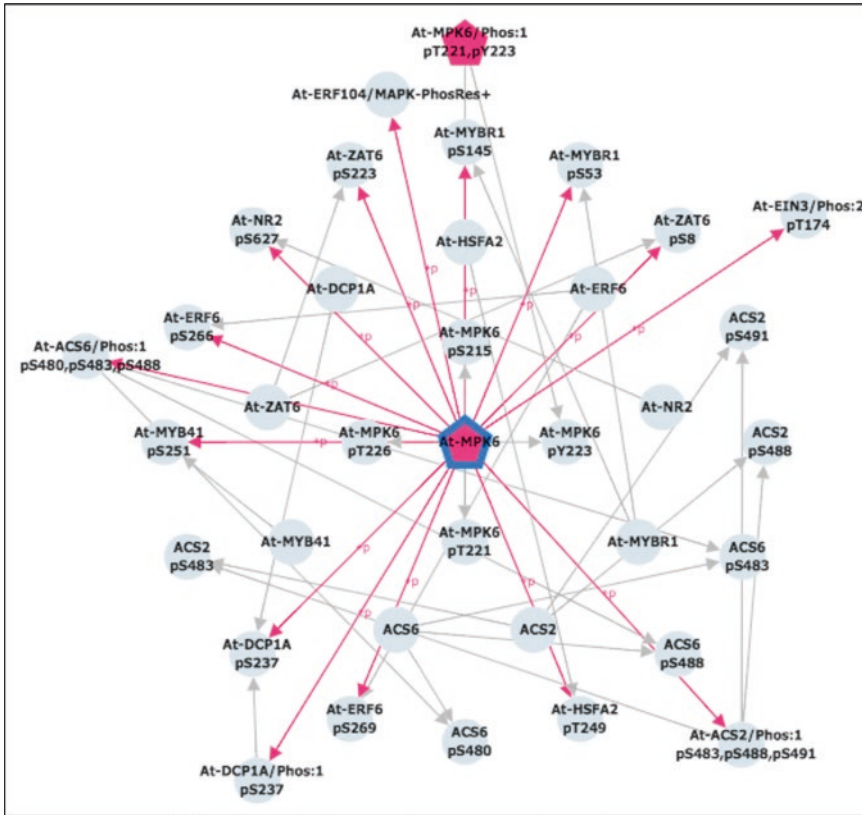 At-MPK6/Phos:1
pT221,pY223
At-ERF104/MAPK-PhosRes+
At-MYBR1
pS145
At-ZAT6
pS223
At-MYBR1
pS53
At-EIN3/Phos:2
pT174
At-NR2
pS627
At-HSFA2
At-ZAT6
pS8
+p
+p
At-DCP1A
+p
+p
At-ERF6
At-ERF6
pS266
+p
+p
+p
At-MPK6
pS215
ACS2
pS491
At-ACS6/Phos:1
pS480,pS483,pS488
+p
At-ZAT6
At-NR2
At-MYB41
pS251
+p
At-MPK6
pT226
At-MPK6
At-MPK6
pY223
ACS2
pS488
ACS2
pS483
At-MYB41
+p
At-MPK6
pT221
At-MYBR1
ACS6
pS483
+p
+p
+p
+p
ACS6
ACS2
At-DCP1A
pS237
ACS6
pS488
At-ERF6
pS269
At-HSFA2
pT249
ACS6
pS480
At-ACS2/Phos:1
pS483,pS488,pS491
At-DCP1A/Phos:1
pS237